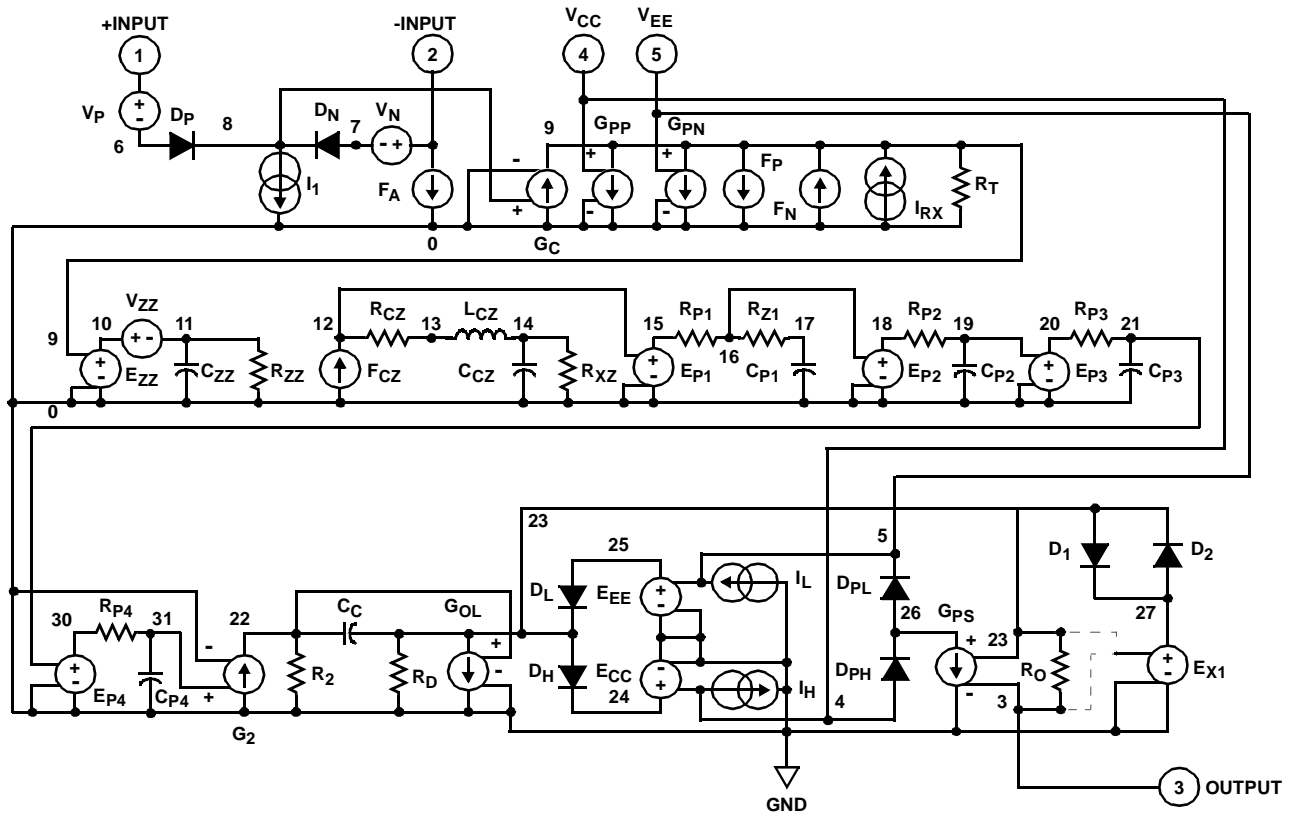 +INPUT
-INPUT
VCC
VEE
1
2
4
5
VP
+
-
DP
8
DN
7
VN
- +
9
GPP
GPN
6
I1
FA
-
+
+
-
+
-
FP
FN
IRX
RT
0
GC
9
10
VZZ
11
+ -
12
RCZ
13
LCZ
14
15
RP1
RZ1
17
16
18
RP2
19
20
RP3
21
+
-
EZZ
CZZ
RZZ
FCZ
CCZ
RXZ
+
-
EP1
CP1
+
-
EP2
CP2
+
-
EP3
CP3
0
23
25
5
D1
D2
30
RP4
31
22
CC
GOL
DL
EEE
+
-
IL
DPL
26
27
GPS
23
+
-
EP4
CP4
-
+
R2
RD
+
-
DH
ECC
24
-
+
IH
DPH
4
+
-
3
RO
+
-
EX1
G2
GND
3
OUTPUT